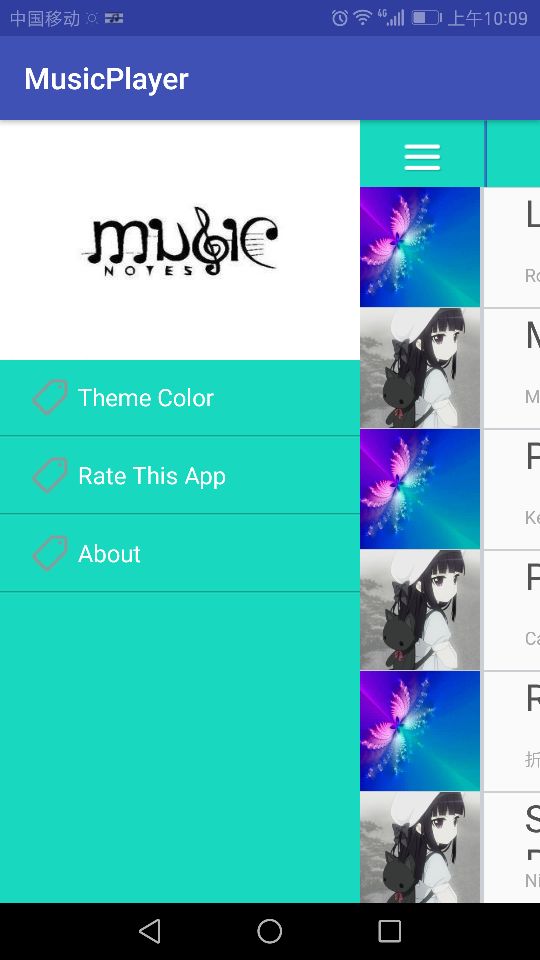 中国移动
4G
上午10:09
MusicPlayer
MUSIC
NOTES
Theme Color
Rate This App
About
L
Ro
M
M
P
Ke
P
Ca
R
折
S
Ni